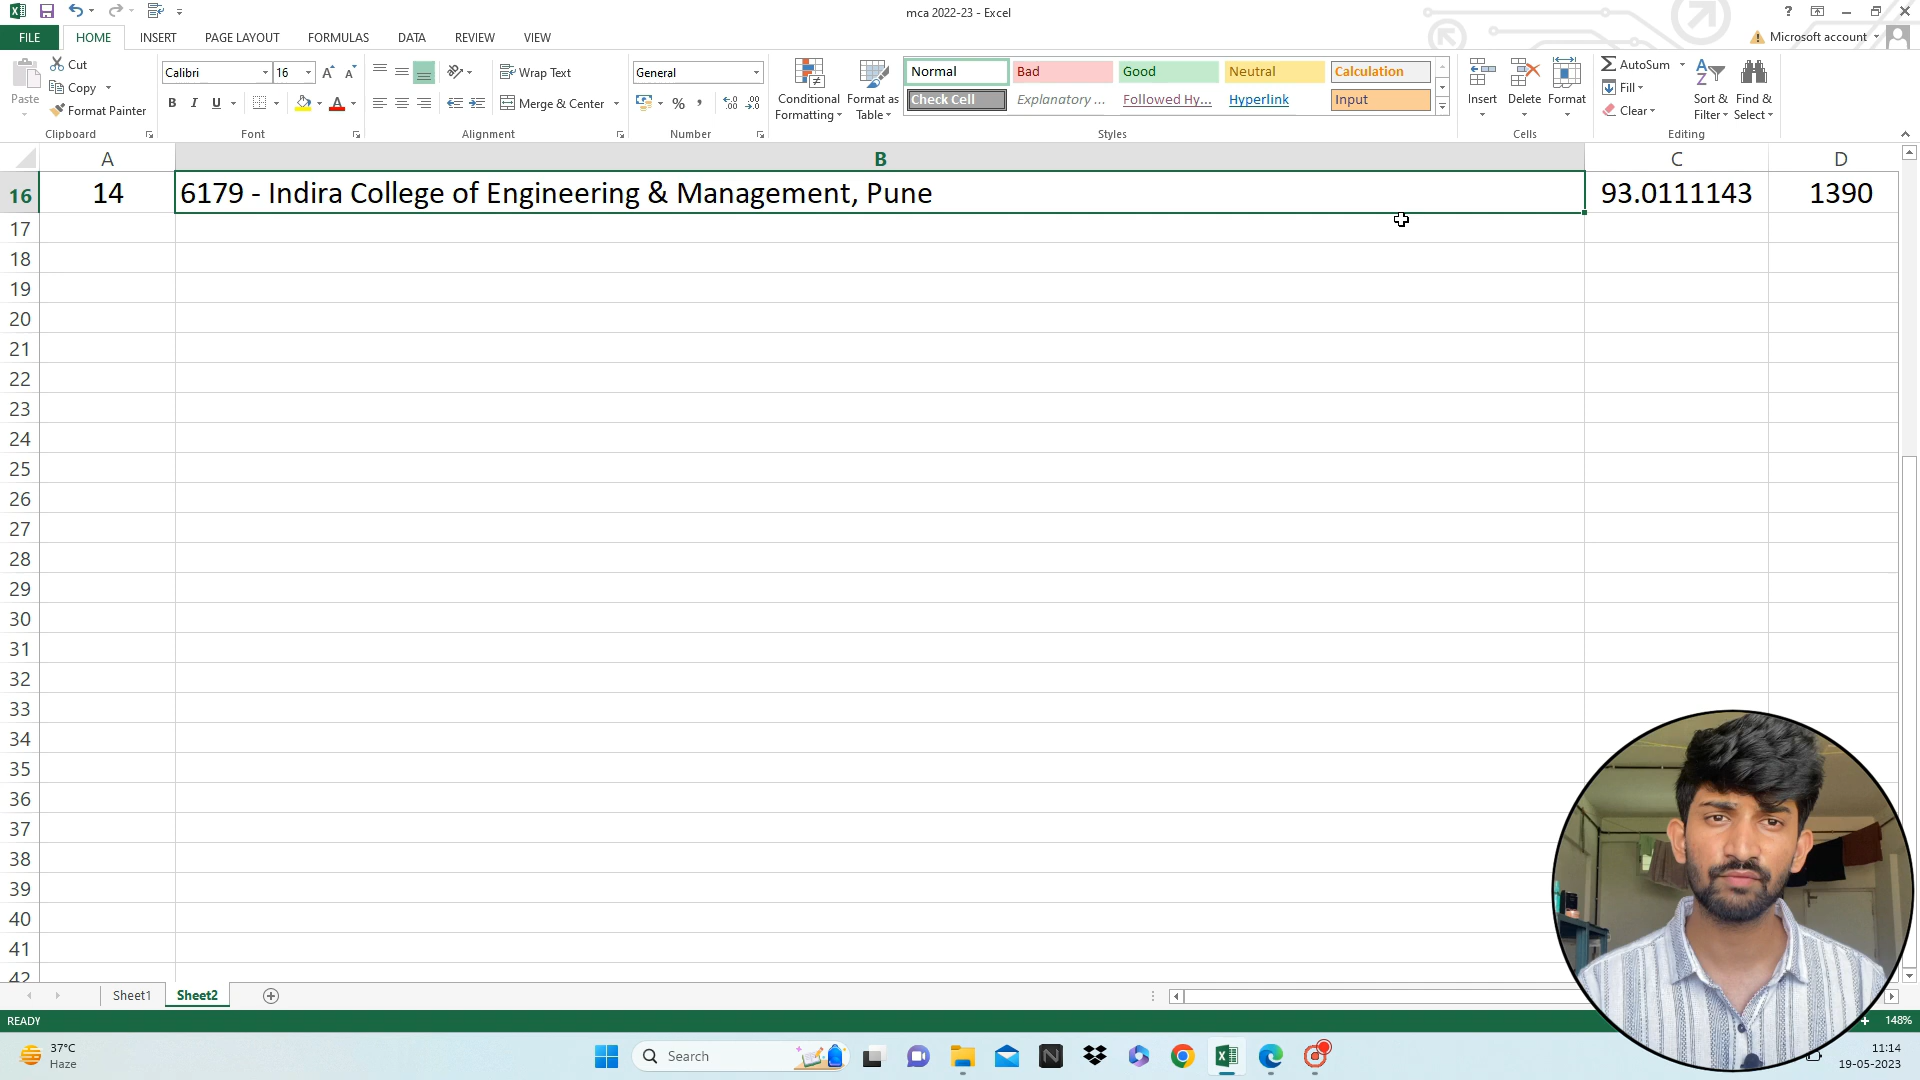 mca 2022-23 - Excel
FILE HOME INSERT PAGE LAYOUT FORMULAS DATA REVIEW VIEW
Microsoft account
Paste
Cut
Copy
Format Painter
Clipboard
Calibri 16
B I U
Font
Wrap Text
Merge & Center
Alignment
General
Number
Conditional Formatting
Format as Table
Normal Bad Good Neutral Calculation
Check Cell Explanatory ... Followed Hy... Hyperlink Input
Styles
Insert Delete Format
Cells
AutoSum
Fill
Clear
Sort & Filter
Find & Select
Editing
A B C D
16 14 6179 - Indira College of Engineering & Management, Pune 93.0111143 1390
17
18
19
20
21
22
23
24
25
26
27
28
29
30
31
32
33
34
35
36
37
38
39
40
41
42
Sheet1 Sheet2
READY
148%
37°C
Haze
Search
11:14
19-05-2023